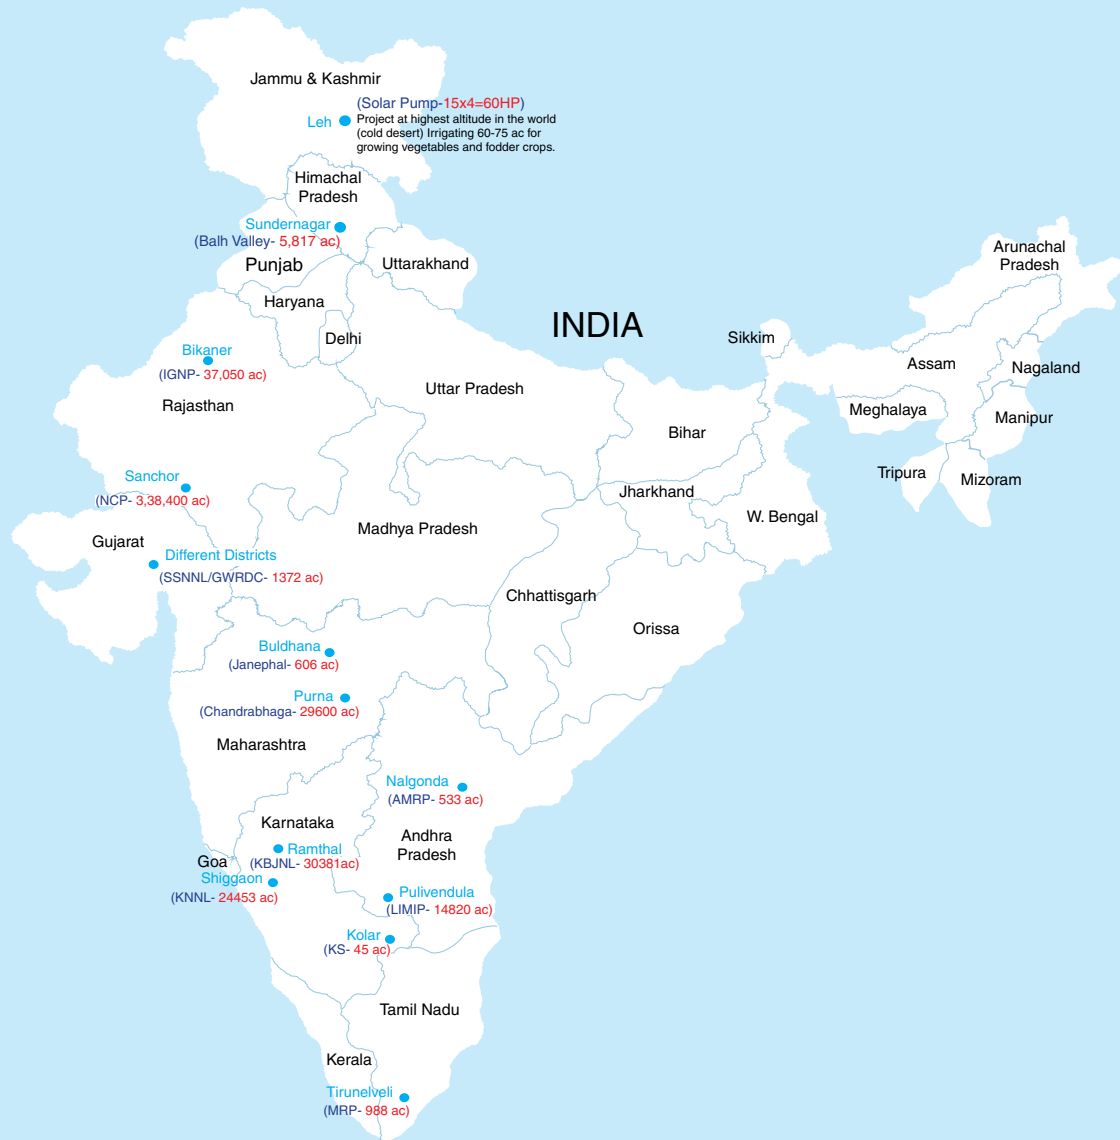 Jammu & Kashmir
(Solar Pump-15x4=60HP)
Leh
Project at highest altitude in the world
(cold desert) Irrigating 60-75 ac for
growing vegetables and fodder crops.
Himachal
Pradesh
Sundernagar
(Balh Valley- 5,817 ac)
Punjab
Uttarakhand
Haryana
Delhi
INDIA
Arunachal
Pradesh
Sikkim
Assam
Nagaland
Bikaner
(IGNP- 37,050 ac)
Rajasthan
Uttar Pradesh
Bihar
Meghalaya
Manipur
Sanchor
(NCP- 3,38,400 ac)
Jharkhand
Tripura
Mizoram
Madhya Pradesh
W. Bengal
Gujarat
Different Districts
(SSNNL/GWRDC- 1372 ac)
Chhattisgarh
Orissa
Buldhana
(Janephal- 606 ac)
Purna
(Chandrabhaga- 29600 ac)
Maharashtra
Nalgonda
(AMRP- 533 ac)
Karnataka
Andhra
Pradesh
Ramthal
(KBJNL- 30381ac)
Goa
Shiggaon
(KNNL- 24453 ac)
Pulivendula
(LIMIP- 14820 ac)
Kolar
(KS- 45 ac)
Tamil Nadu
Kerala
Tirunelveli
(MRP- 988 ac)